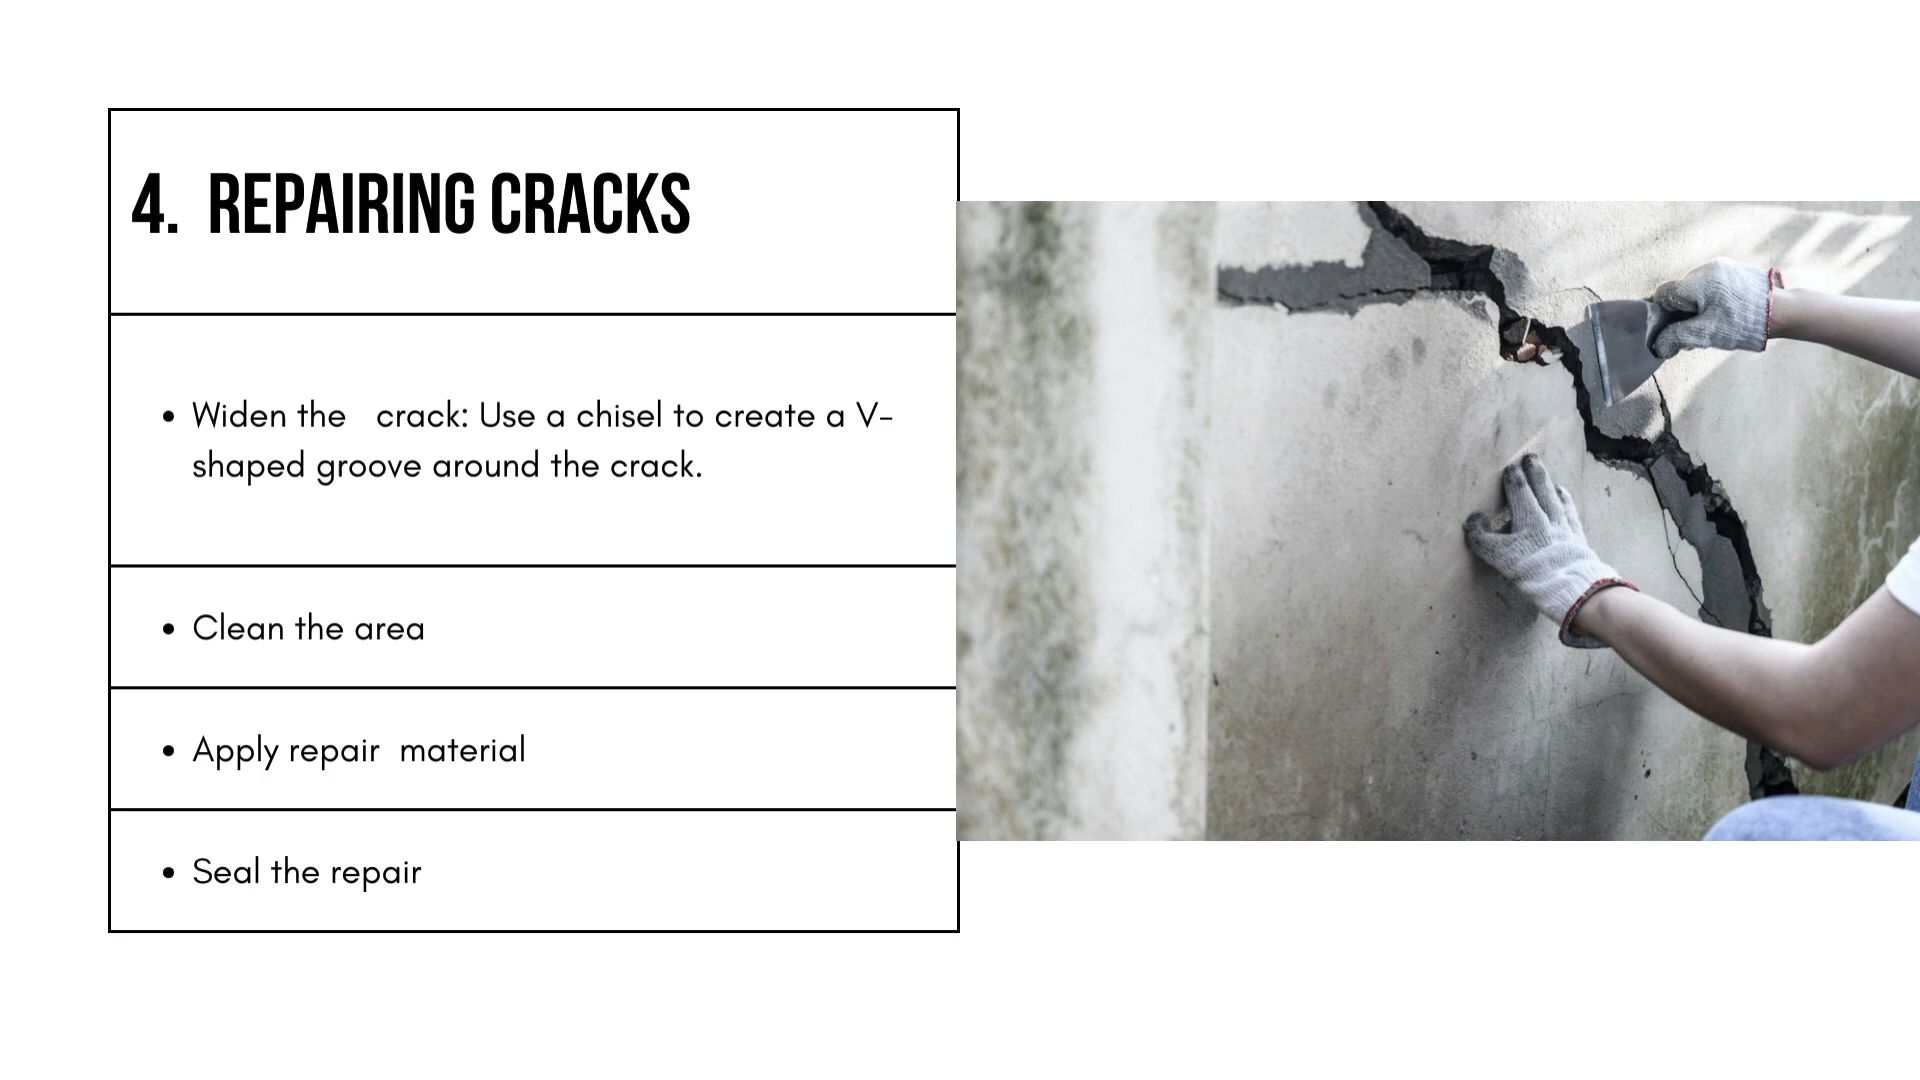 4. REPAIRING CRACKS
• Widen the crack: Use a chisel to create a V-
shaped groove around the crack.
• Clean the area
• Apply repair material
• Seal the repair